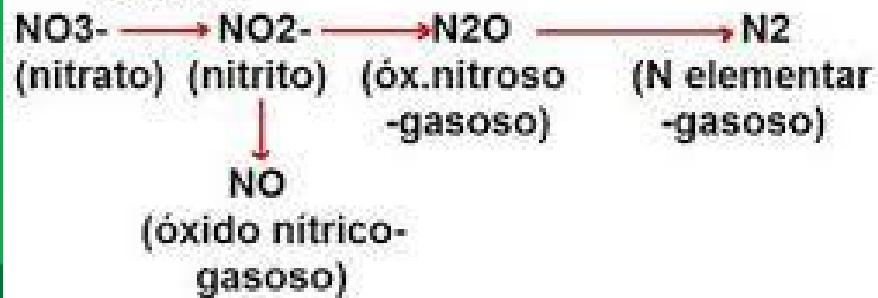 NO3- NO2- N2O N2
(nitrato) (nitrito) (óx.nitroso (N elementar
-gasoso) -gasoso)
NO
(óxido nítrico-
gasoso)